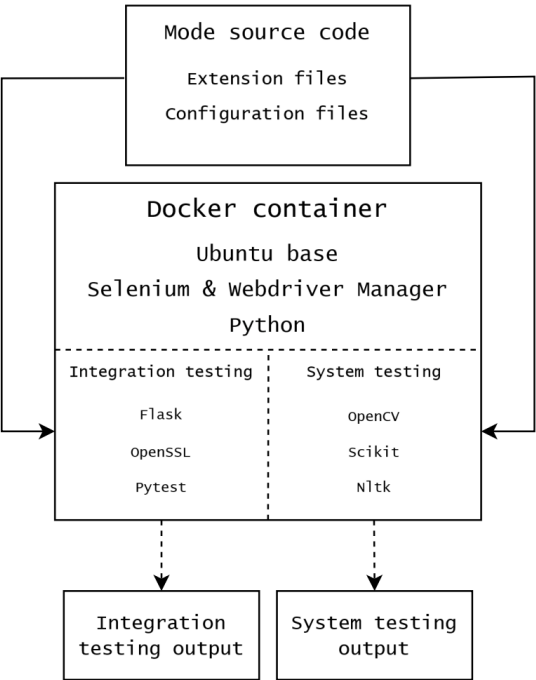 Mode source code
Extension files
Configuration files
Docker container
Ubuntu base
Selenium & Webdriver Manager
Python
Integration testing
Flask
OpenSSL
Pytest
System testing
OpenCV
Scikit
Nltk
Integration
testing output
System testing
output